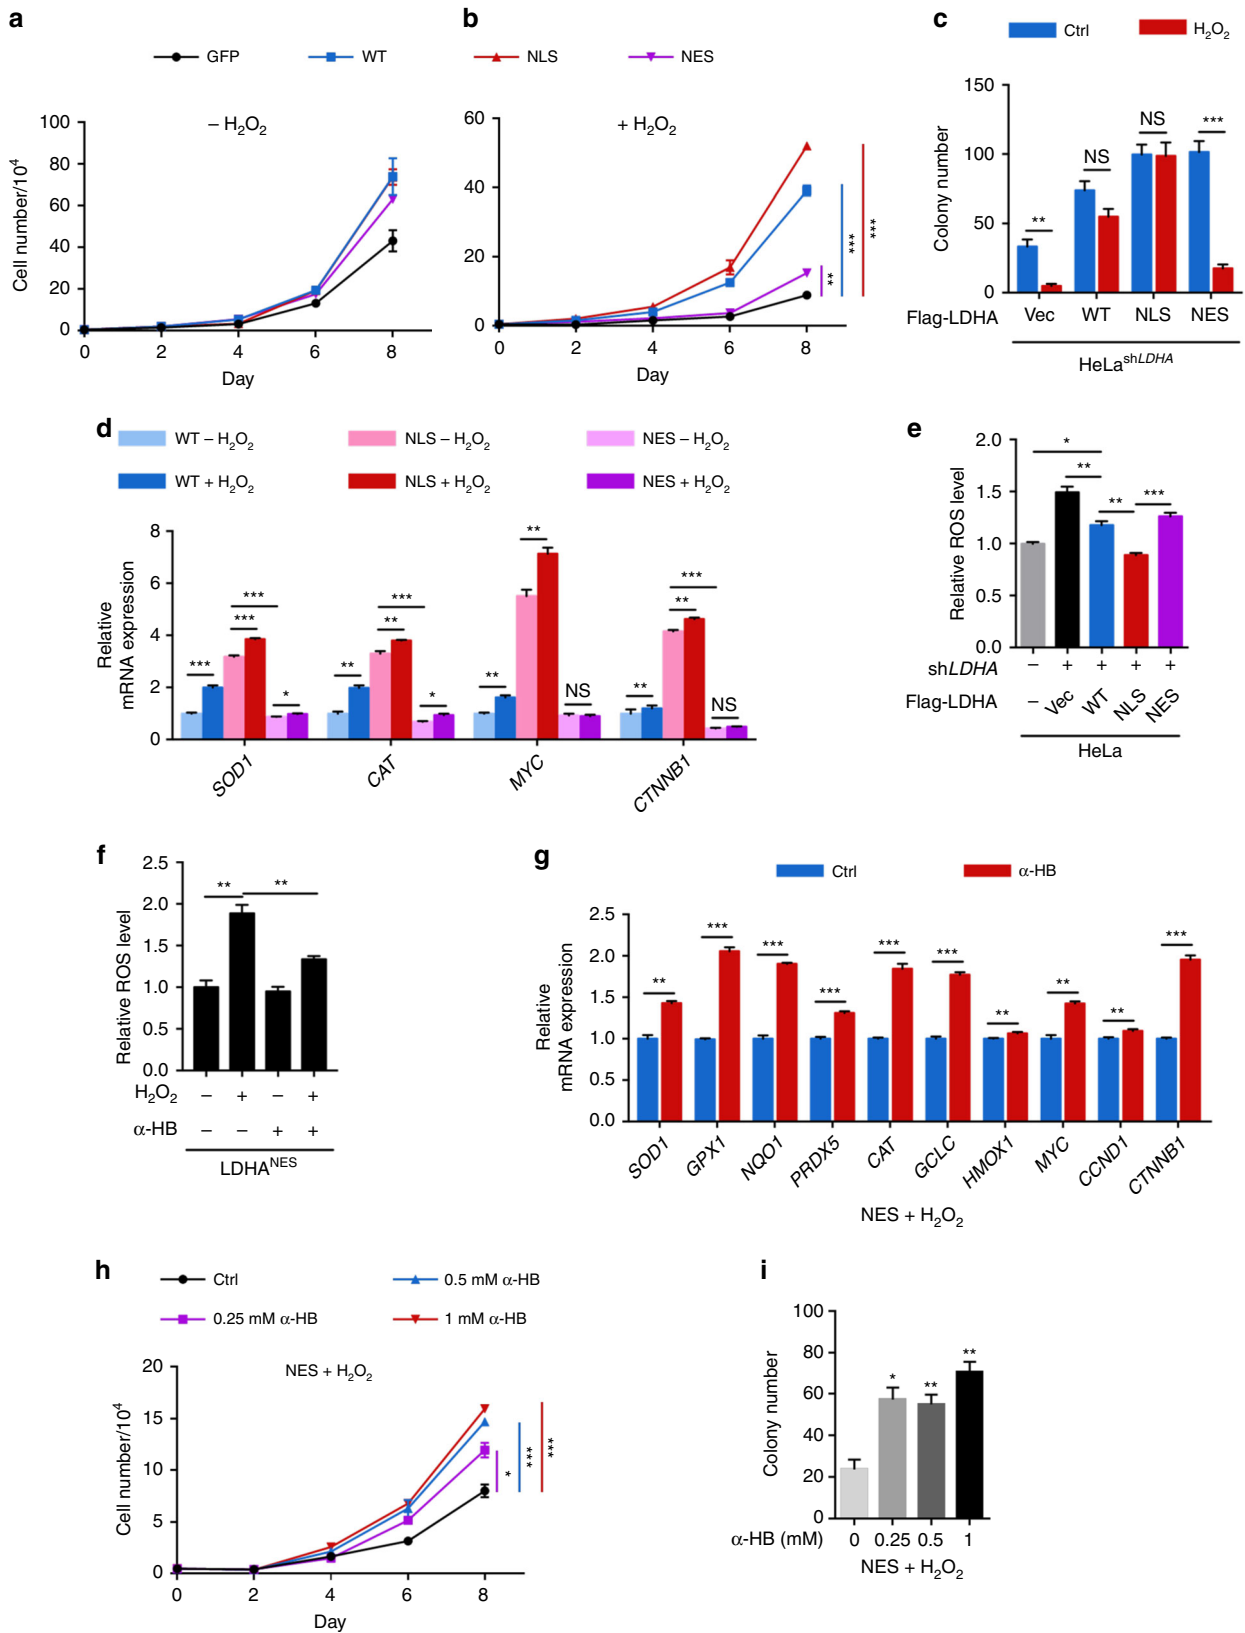 a
b
c
GFP
WT
NLS
NES
Ctrl
H₂O₂
– H₂O₂
Cell number/10⁴
100
80
60
40
20
0
0 2 4 6 8
Day
+ H₂O₂
60
40
20
0
0 2 4 6 8
Day
**
***
***
Colony number
150
100
50
0
**
NS
NS
***
Flag-LDHA Vec WT NLS NES
HeLa^shLDHA
d
WT – H₂O₂
NLS – H₂O₂
NES – H₂O₂
WT + H₂O₂
NLS + H₂O₂
NES + H₂O₂
Relative
mRNA expression
8
6
4
2
0
*** *** *** *
** ** *** *
** ** NS
** ** *** NS
SOD1 CAT MYC CTNNB1
e
Relative ROS level
2.0
1.5
1.0
0.5
0.0
*
**
**
***
shLDHA – + + + +
Flag-LDHA – Vec WT NLS NES
HeLa
f
Relative ROS level
2.5
2.0
1.5
1.0
0.5
0.0
** **
H₂O₂ – + – +
α-HB – – + +
LDHA^NES
g
Ctrl
α-HB
Relative
mRNA expression
2.5
2.0
1.5
1.0
0.5
0.0
** *** *** *** *** *** ** ** ** ***
SOD1 GPX1 NQO1 PRDX5 CAT GCLC HMOX1 MYC CCND1 CTNNB1
NES + H₂O₂
h
Ctrl
0.5 mM α-HB
0.25 mM α-HB
1 mM α-HB
NES + H₂O₂
Cell number/10⁴
20
15
10
5
0
0 2 4 6 8
Day
*
***
***
i
Colony number
100
80
60
40
20
0
* ** **
α-HB (mM) 0 0.25 0.5 1
NES + H₂O₂